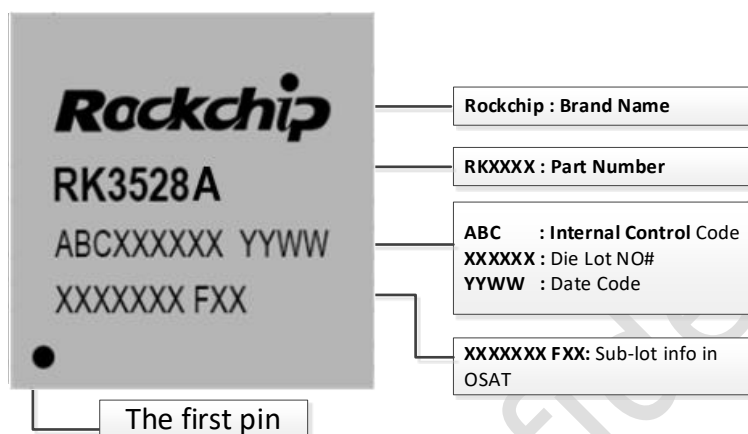 Rockchip
RK3528A
ABCXXXXXX YYWW
XXXXXXX FXX
The first pin
Rockchip : Brand Name
RKXXXX : Part Number
ABC : Internal Control Code
XXXXXX : Die Lot NO#
YYWW : Date Code
XXXXXXX FXX: Sub-lot info in
OSAT